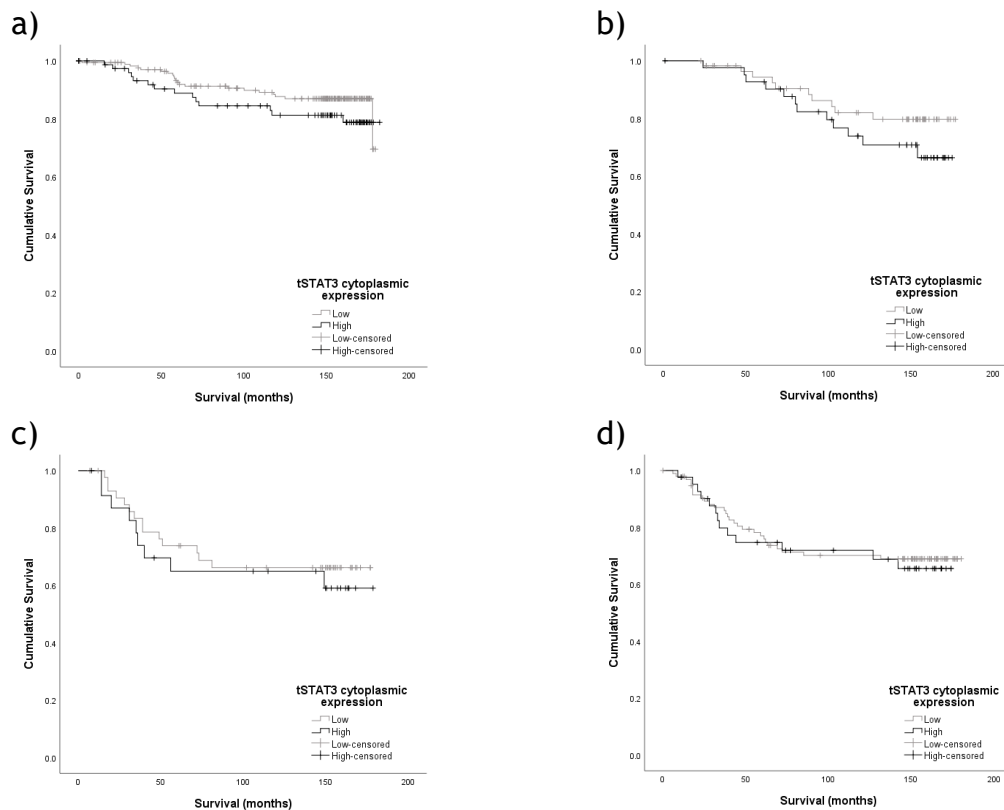 a)
1.0
0.8
0.6
0.4
0.2
0.0
Cumulative Survival
tSTAT3 cytoplasmic
expression
Low
High
Low-censored
High-censored
0 50 100 150 200
Survival (months)
b)
1.0
0.8
0.6
0.4
0.2
0.0
Cumulative Survival
tSTAT3 cytoplasmic
expression
Low
High
Low-censored
High-censored
0 50 100 150 200
Survival (months)
c)
1.0
0.8
0.6
0.4
0.2
0.0
Cumulative Survival
tSTAT3 cytoplasmic
expression
Low
High
Low-censored
High-censored
0 50 100 150 200
Survival (months)
d)
1.0
0.8
0.6
0.4
0.2
0.0
Cumulative Survival
tSTAT3 cytoplasmic
expression
Low
High
Low-censored
High-censored
0 50 100 150 200
Survival (months)